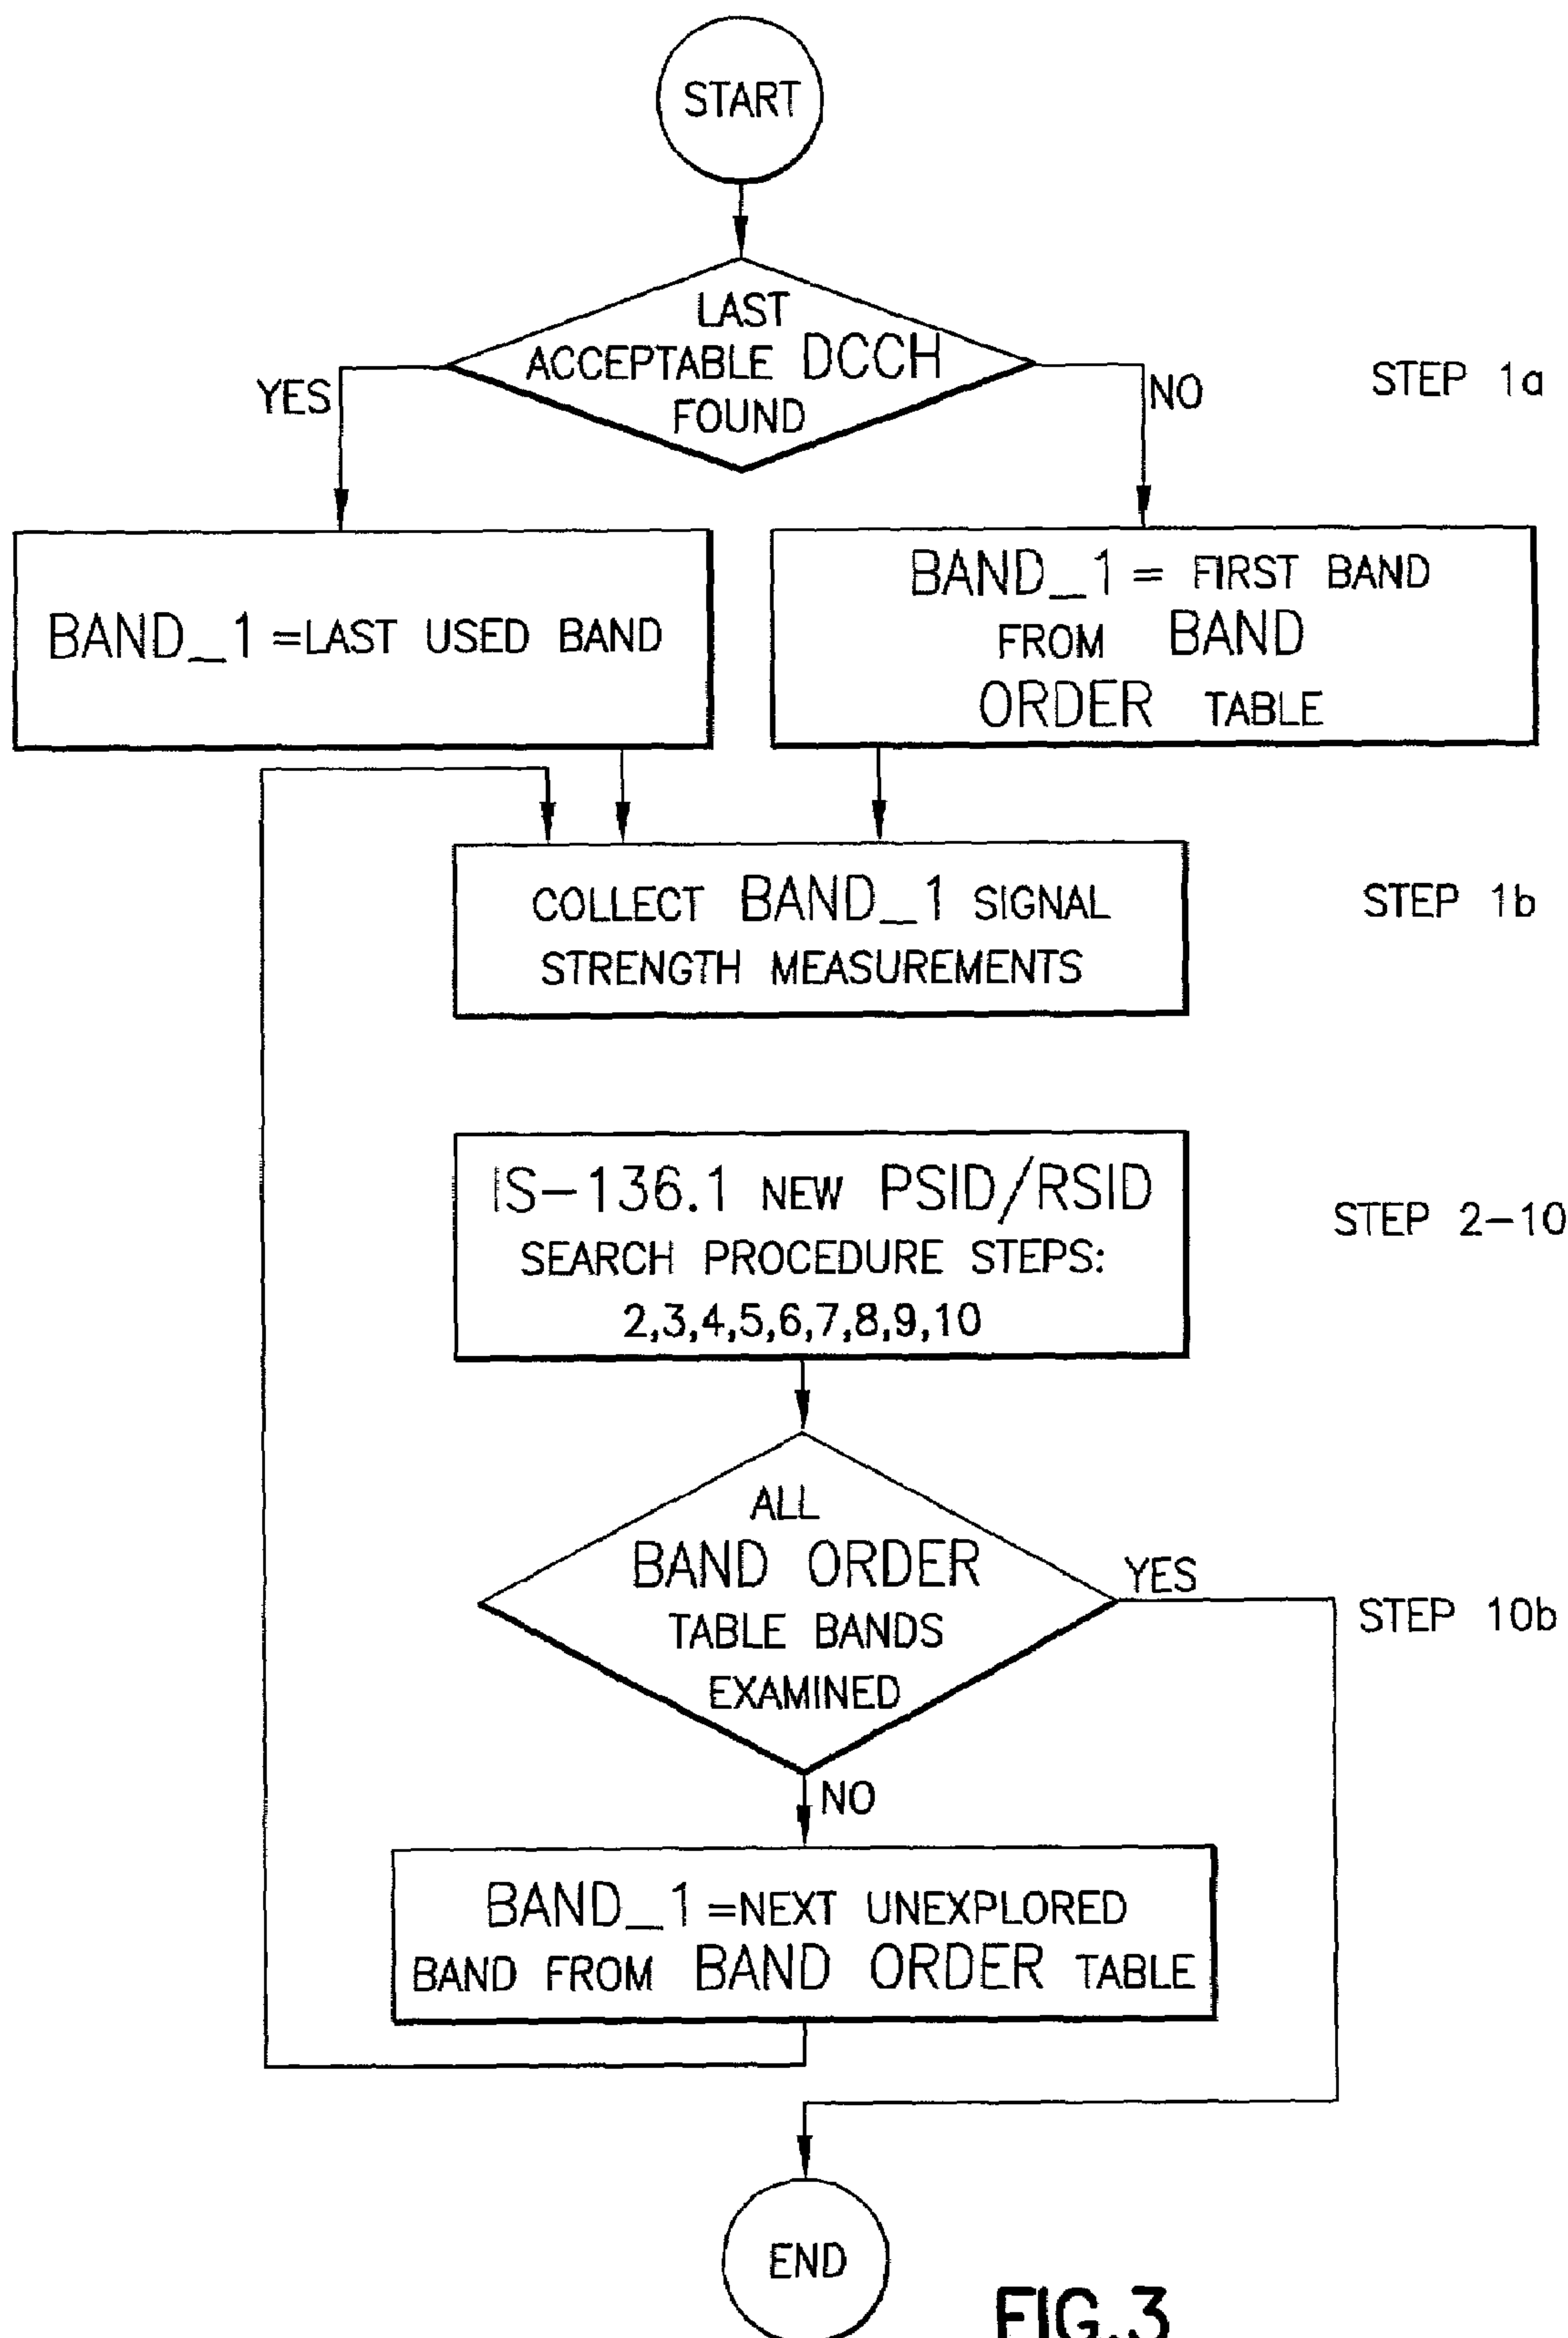 START
LAST
ACCEPTABLE DCCH
FOUND
YES
NO
STEP 1a
BAND_1 =LAST USED BAND
BAND_1 = FIRST BAND
FROM BAND
ORDER TABLE
COLLECT BAND_1 SIGNAL
STRENGTH MEASUREMENTS
STEP 1b
IS-136.1 NEW PSID/RSID
SEARCH PROCEDURE STEPS:
2,3,4,5,6,7,8,9,10
STEP 2-10
ALL
BAND ORDER
TABLE BANDS
EXAMINED
YES
STEP 10b
NO
BAND_1 =NEXT UNEXPLORED
BAND FROM BAND ORDER TABLE
END
FIG.3